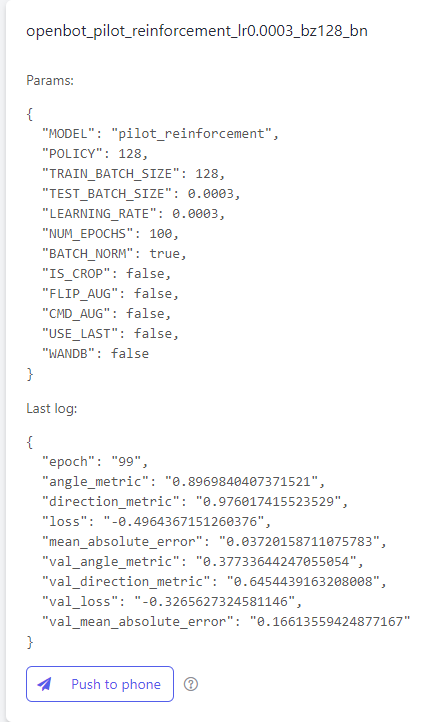 openbot_pilot_reinforcement_lr0.0003_bz128_bn
Params:
{
"MODEL": "pilot_reinforcement",
"POLICY": 128,
"TRAIN_BATCH_SIZE": 128,
"TEST_BATCH_SIZE": 0.0003,
"LEARNING_RATE": 0.0003,
"NUM_EPOCHS": 100,
"BATCH_NORM": true,
"IS_CROP": false,
"FLIP_AUG": false,
"CMD_AUG": false,
"USE_LAST": false,
"WANDB": false
}
Last log:
{
"epoch": "99",
"angle_metric": "0.8969840407371521",
"direction_metric": "0.976017415523529",
"loss": "-0.4964367151260376",
"mean_absolute_error": "0.03720158711075783",
"val_angle_metric": "0.37733644247055054",
"val_direction_metric": "0.6454439163208008",
"val_loss": "-0.3265627324581146",
"val_mean_absolute_error": "0.16613559424877167"
}
Push to phone ?